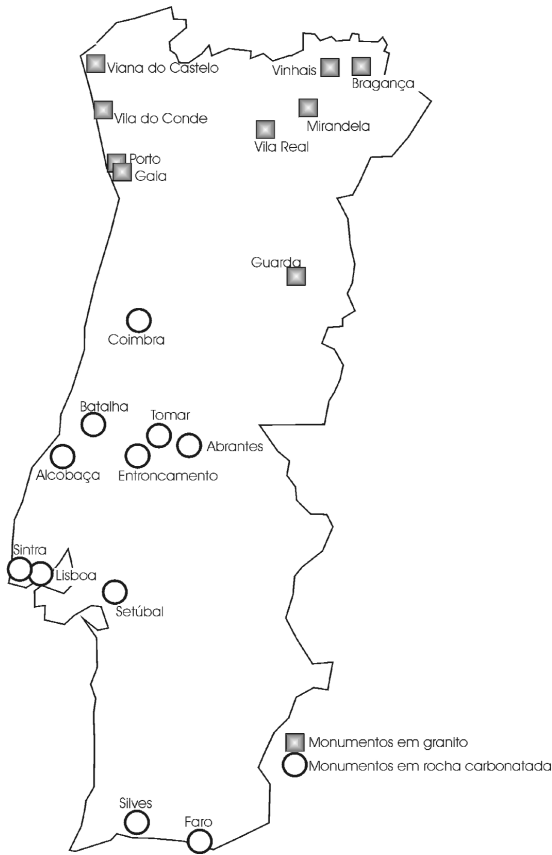 Viana do Castelo
Vinhais
Bragança
Vila do Conde
Mirandela
Vila Real
Porto
Gaia
Guarda
Coimbra
Batalha
Tomar
Abrantes
Alcobaça
Entroncamento
Sintra
Lisboa
Setúbal
Monumentos em granito
Monumentos em rocha carbonatada
Silves
Faro